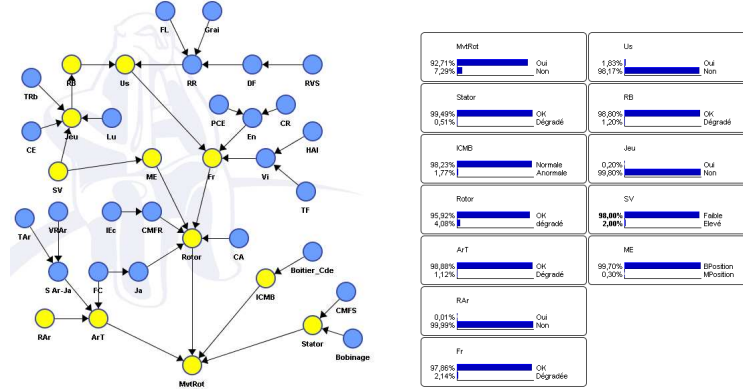 FL
Grai
RB
Us
RR
DF
RVS
TRb
PCE
En
CR
HAI
CE
Jeu
Lu
ME
Fr
Vi
SV
TF
TAr
VRAr
IEc
CMFR
Rotor
CA
Boitier_Cde
S Ar-Ja
FC
Ja
ICMB
CMFS
RAr
ArT
Stator
Bobinage
MvtRot
MvtRot
92,71% Oui
7,29% Non
Stator
99,49% OK
0,51% Dégradé
ICMB
98,23% Normale
1,77% Anormale
Rotor
95,92% OK
4,08% dégradé
ArT
98,88% OK
1,12% Dégradé
RAr
0,01% Oui
99,99% Non
Fr
97,86% OK
2,14% Dégradée
Us
1,83% Oui
98,17% Non
RB
98,80% OK
1,20% Dégradé
Jeu
0,20% Oui
99,80% Non
SV
98,00% Faible
2,00% Elevé
ME
99,70% BPosition
0,30% MPosition